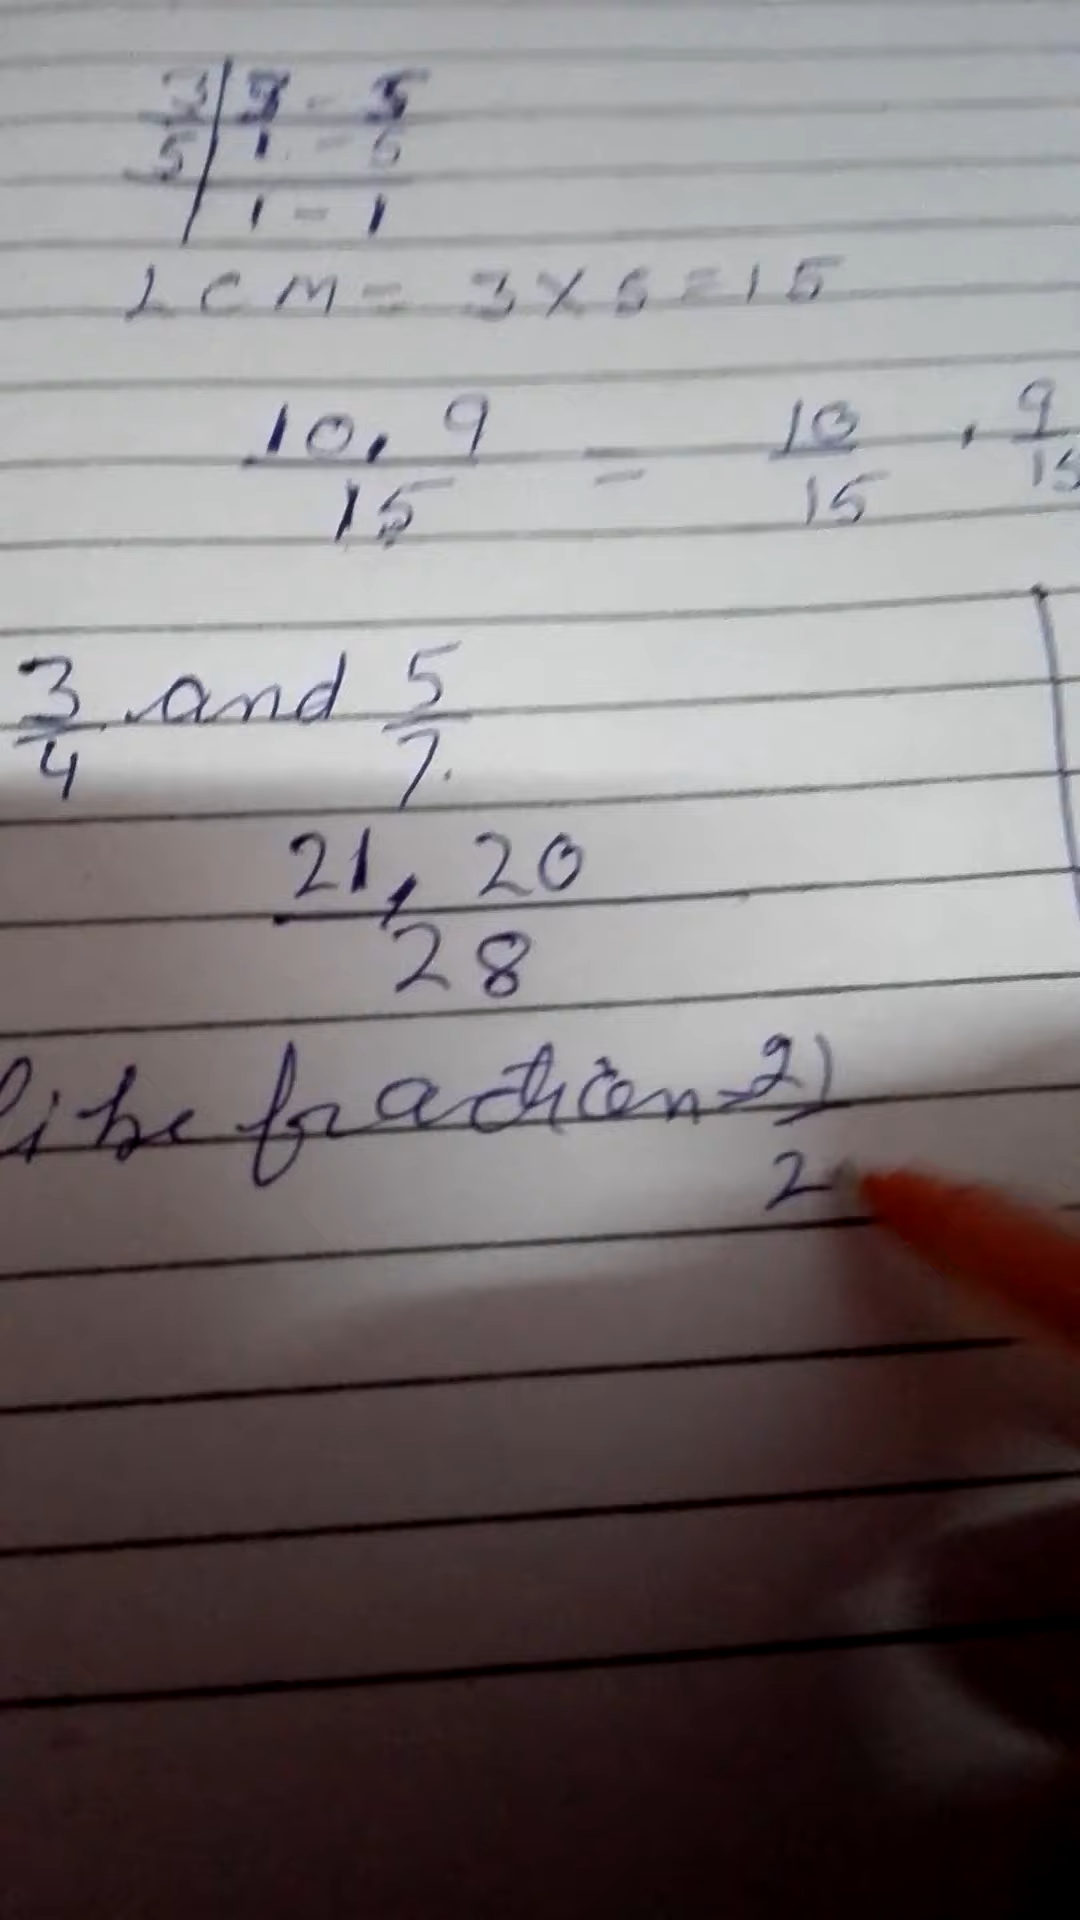 3 | 3 - 5
5 | 1 - 5
1 - 1
LCM = 3 × 5 = 15
10, 9 / 15 = 10/15 , 9/15
3/4 and 5/7.
21, 20 / 28
like fraction = 21/2